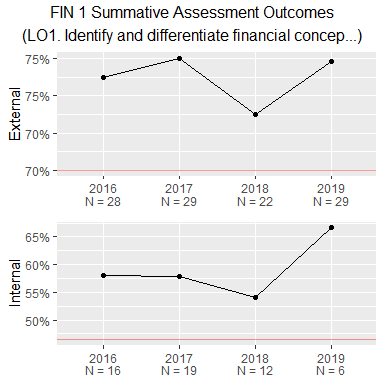 FIN 1 Summative Assessment Outcomes
(LO1. Identify and differentiate financial concep...)
External
75%
75%
70%
70%
2016 2017 2018 2019
N = 28 N = 29 N = 22 N = 29
Internal
65%
60%
55%
50%
2016 2017 2018 2019
N = 16 N = 19 N = 12 N = 6